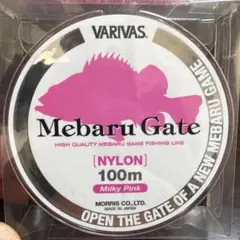 VARIVAS®
Mebaru Gate
HIGH QUALITY MEBARU GAME FISHING LINE
[NYLON]
100m
Milky Pink
MORRIS CO., LTD.
MADE IN JAPAN
OPEN THE GATE OF A NEW MEBARU GAME